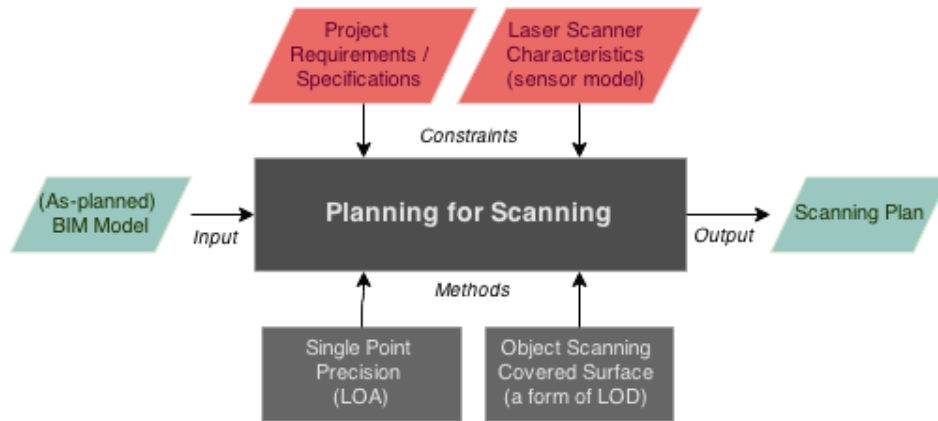 Project
Requirements /
Specifications
Laser Scanner
Characteristics
(sensor model)
Constraints
(As-planned)
BIM Model
Input
Planning for Scanning
Output
Scanning Plan
Methods
Single Point
Precision
(LOA)
Object Scanning
Covered Surface
(a form of LOD)